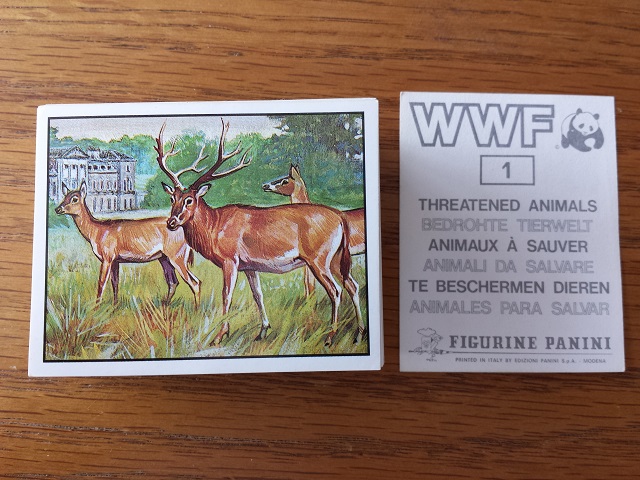 WWF
1
THREATENED ANIMALS
BEDROHTE TIERWELT
ANIMAUX À SAUVER
ANIMALI DA SALVARE
TE BESCHERMEN DIEREN
ANIMALES PARA SALVAR
FIGURINE PANINI
PRINTED IN ITALY BY EDIZIONI PANINI S.p.A. - MODENA